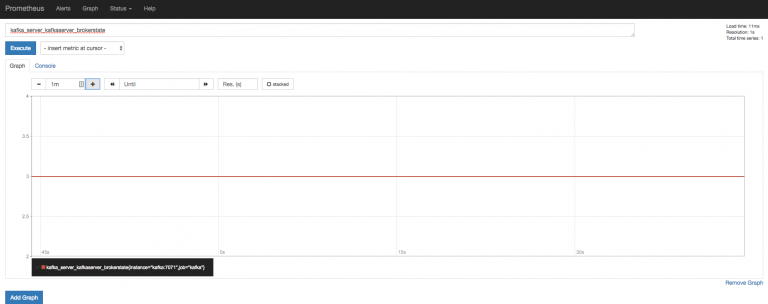 Prometheus Alerts Graph Status Help
kafka_server_kafkaserver_brokerstate
Load time: 11ms
Resolution: 1s
Total time series: 1
Execute - insert metric at cursor -
Graph Console
1m Until Res. (s) stacked
4
3.5
3
2.5
2
45s 0s 15s 30s
kafka_server_kafkaserver_brokerstate{instance="kafka:7071",job="kafka"}
Remove Graph
Add Graph